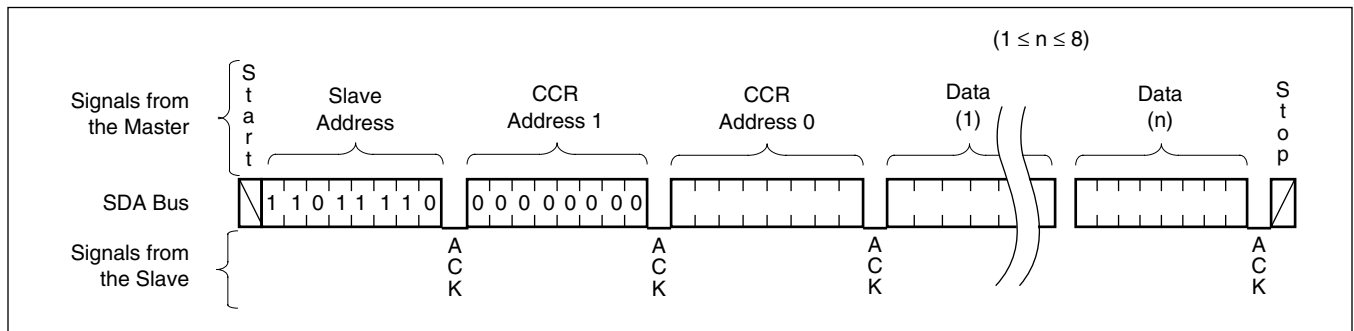 (1 ≤ n ≤ 8)
Signals from
the Master
Start
Slave
Address
CCR
Address 1
CCR
Address 0
Data
(1)
Data
(n)
Stop
SDA Bus
1 1 0 1 1 1 1 0
0 0 0 0 0 0 0 0
Signals from
the Slave
ACK
ACK
ACK
ACK